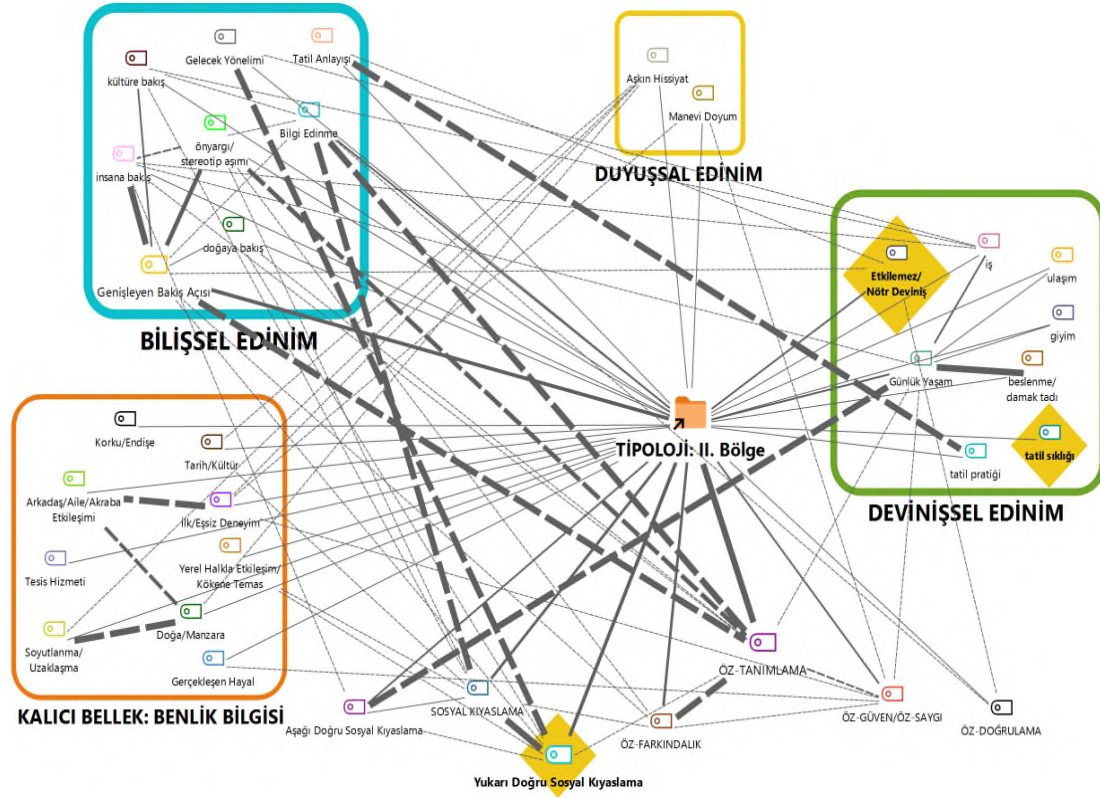 Gelecek Yönelimi
Tatil Anlayışı
kültüre bakış
Bilgi Edinme
önyargı/
stereotip aşımı
insana bakış
doğaya bakış
Genişleyen Bakış Açısı
BİLİŞSEL EDİNİM
Aşkın Hissiyat
Manevi Doyum
DUYUŞSAL EDİNİM
Etkilemez/
Nötr Deviniş
iş
ulaşım
giyim
Günlük Yaşam
beslenme/
damak tadı
tatil sıklığı
tatil pratiği
DEVİNİŞSEL EDİNİM
TİPOLOJİ: II. Bölge
Korku/Endişe
Tarih/Kültür
Arkadaş/Aile/Akraba
Etkileşimi
İlk/Eşsiz Deneyim
Tesis Hizmeti
Yerel Halkla Etkileşim/
Kökene Temas
Soyutlanma/
Uzaklaşma
Doğa/Manzara
Gerçekleşen Hayal
KALICI BELLEK: BENLİK BİLGİSİ
Aşağı Doğru Sosyal Kıyaslama
SOSYAL KIYASLAMA
Yukarı Doğru Sosyal Kıyaslama
ÖZ-FARKINDALIK
ÖZ-TANIMLAMA
ÖZ-GÜVEN/ÖZ-SAYGI
ÖZ-DOĞRULAMA